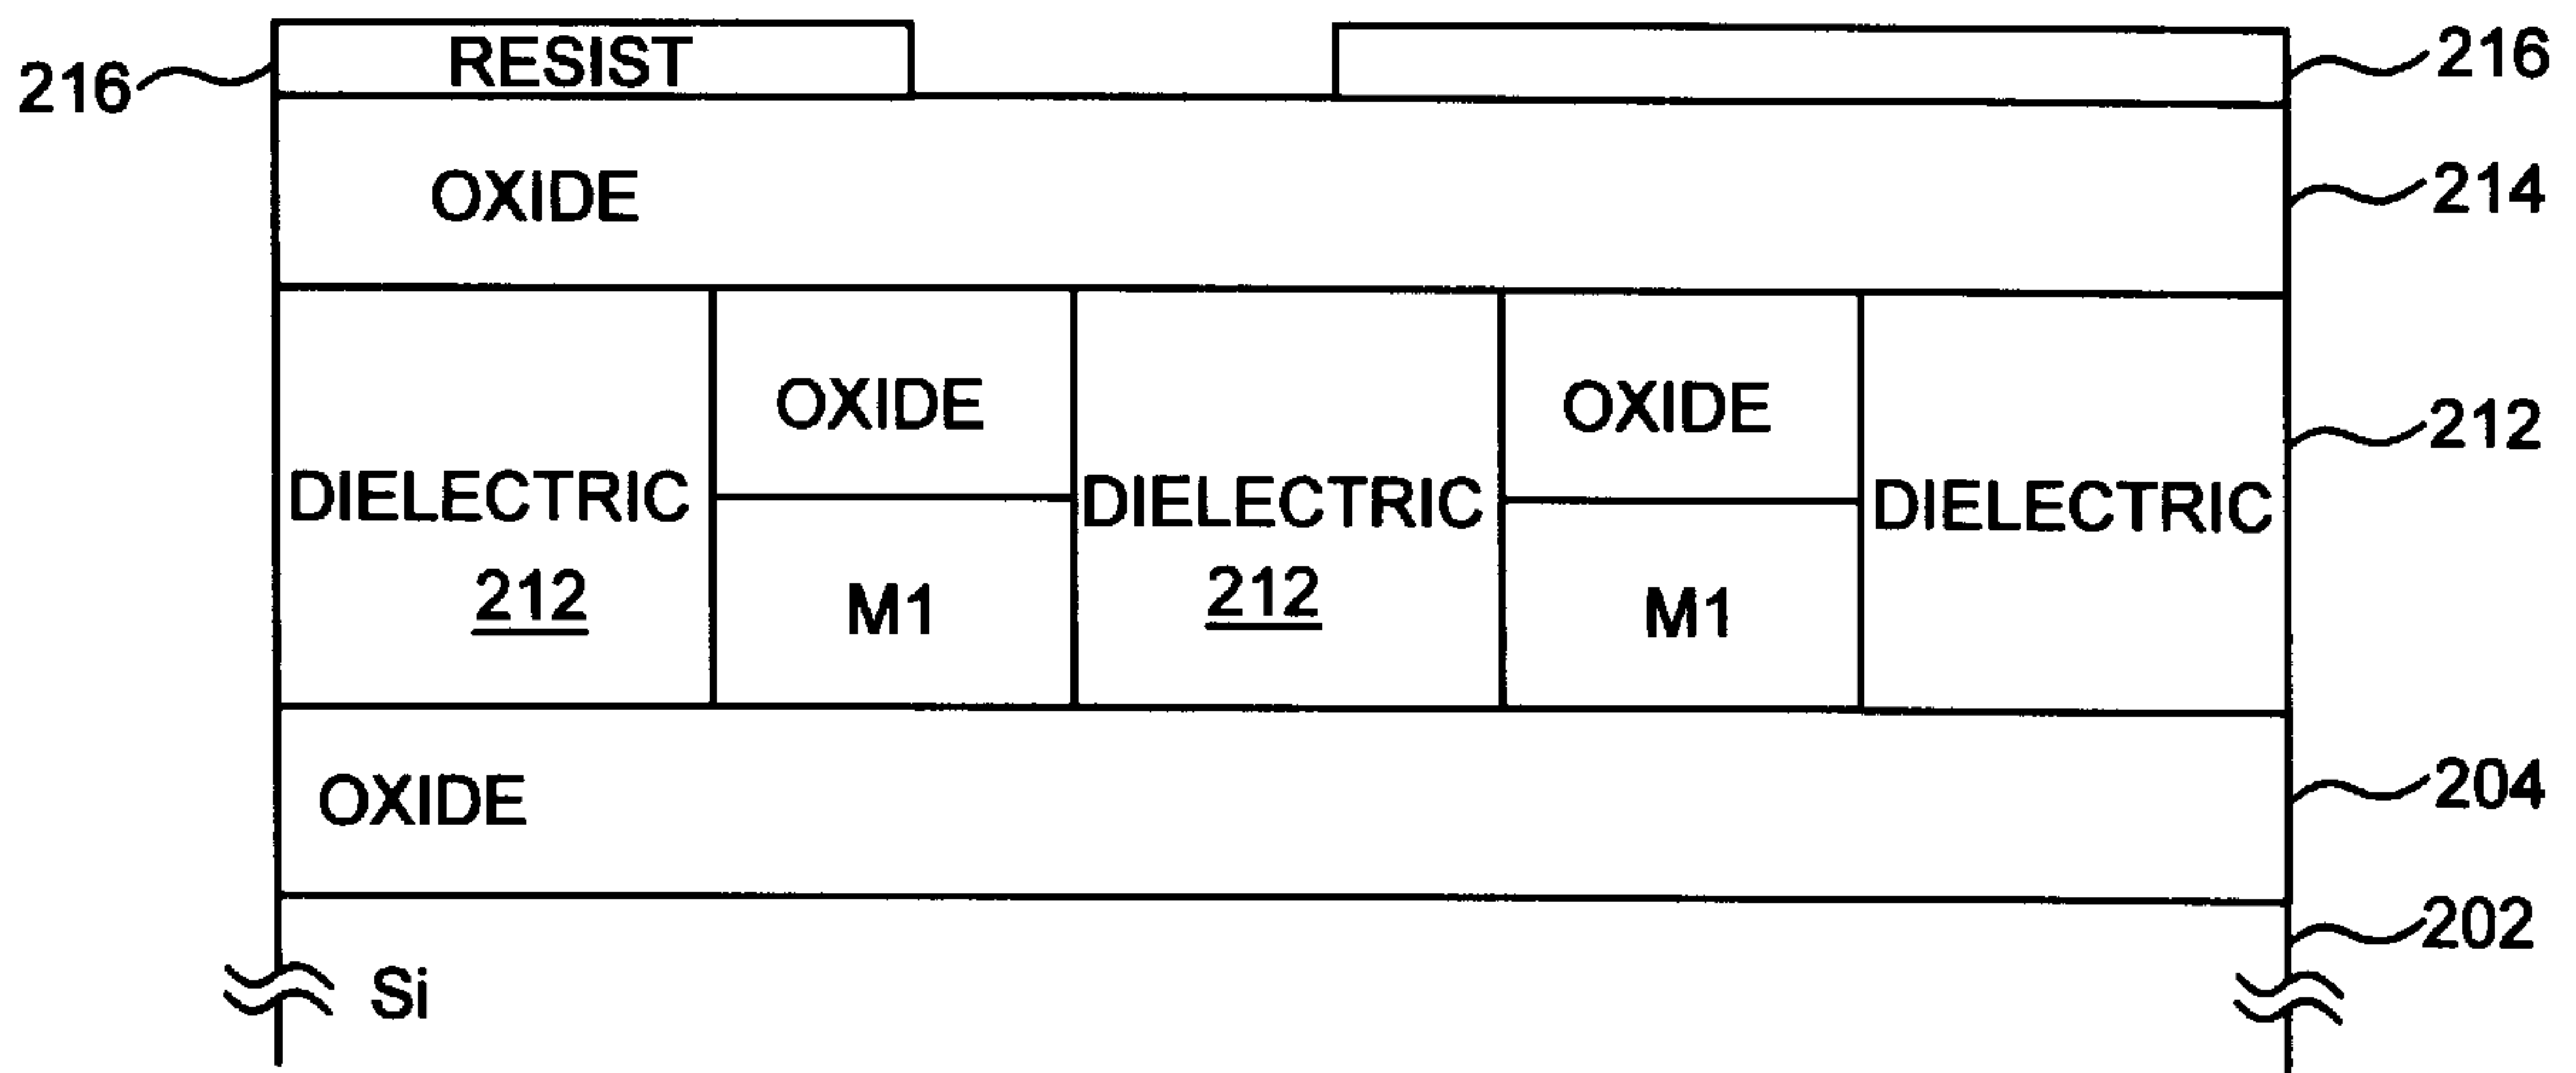 216 RESIST 216
OXIDE 214
OXIDE OXIDE
212
DIELECTRIC DIELECTRIC DIELECTRIC
212 M1 212 M1
OXIDE 204
202
Si